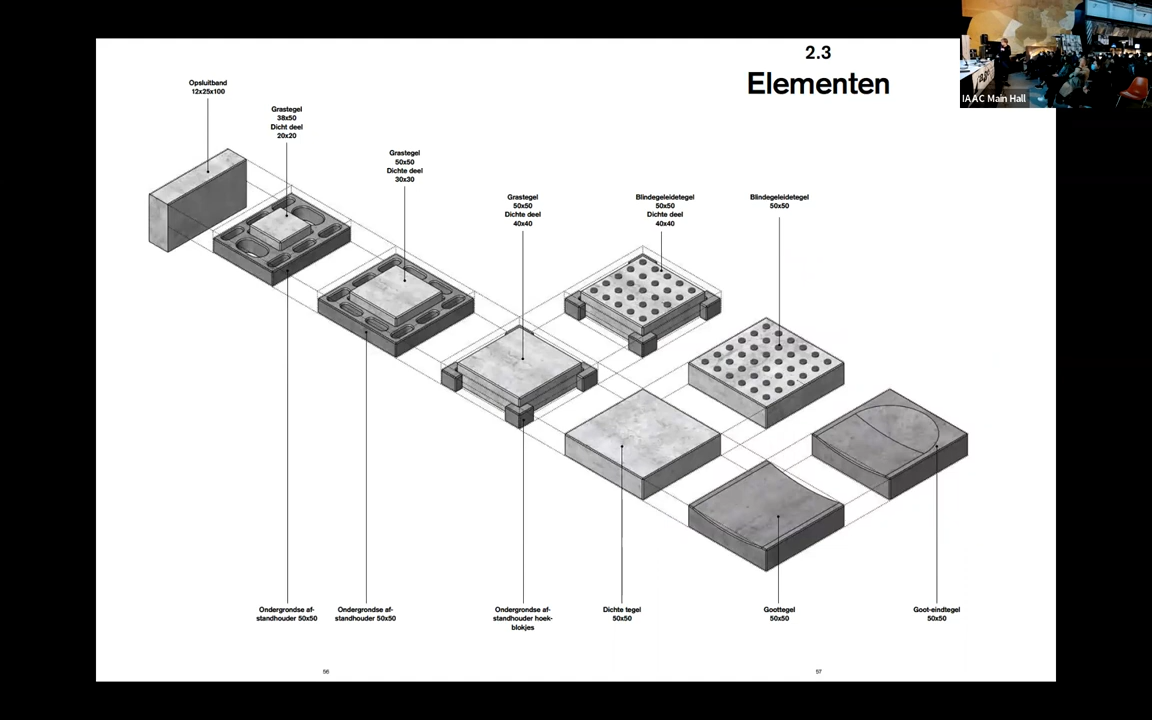 2.3
Elementen
IAAC Main Hall
Opsluitband
12x25x100
Grastegel
38x50
Dicht deel
20x20
Grastegel
50x50
Dichte deel
30x30
Grastegel
50x50
Dichte deel
40x40
Blindegeleidetegel
50x50
Dichte deel
40x40
Blindegeleidetegel
50x50
Ondergrondse af-
standhouder 50x50
Ondergrondse af-
standhouder 50x50
Ondergrondse af-
standhouder hoek-
blokjes
Dichte tegel
50x50
Goottegel
50x50
Goot-eindtegel
50x50
56
57